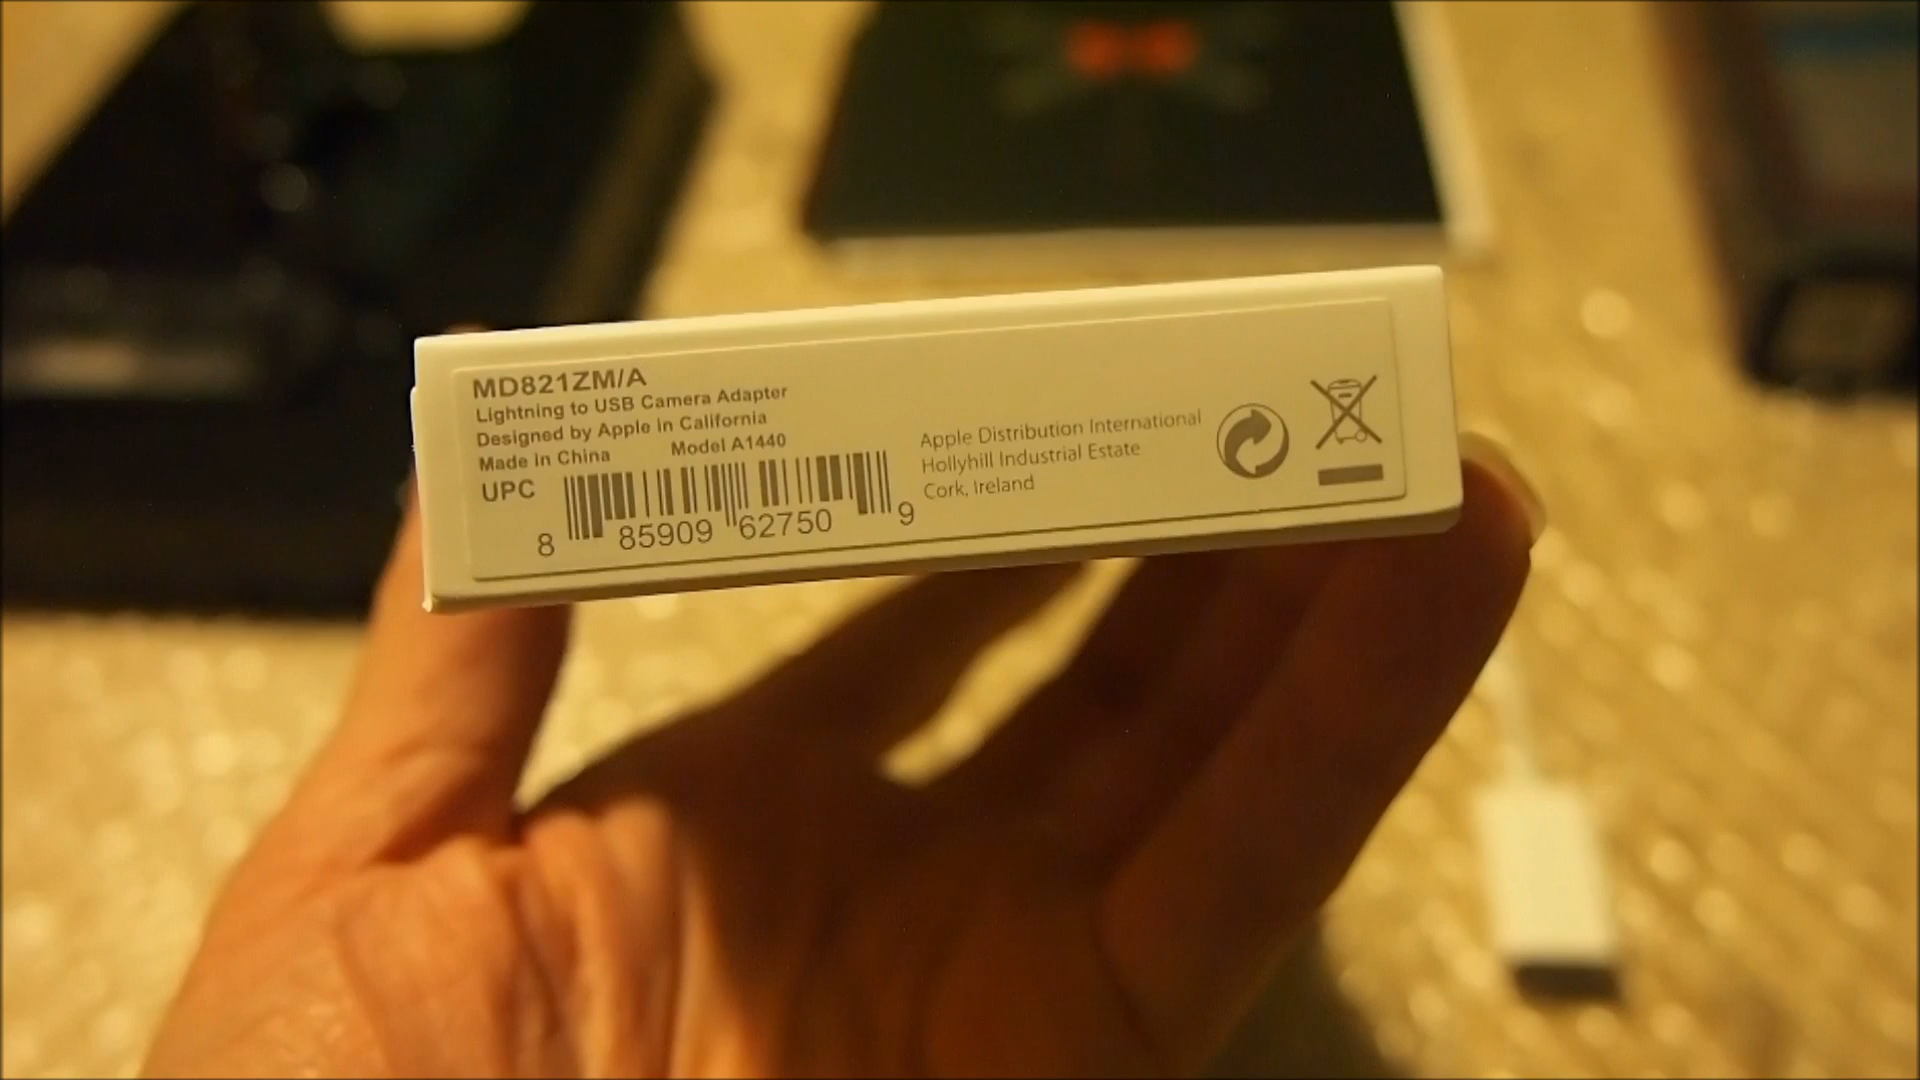 MD821ZM/A
Lightning to USB Camera Adapter
Designed by Apple in California
Made in China Model A1440
UPC
8 85909 62750 9
Apple Distribution International
Hollyhill Industrial Estate
Cork, Ireland